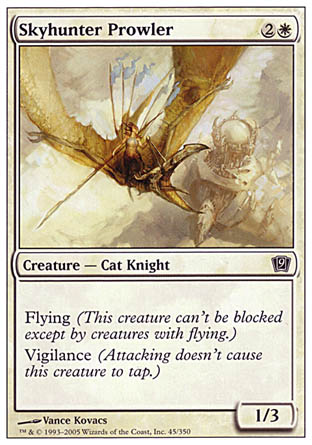 Skyhunter Prowler 2
Creature — Cat Knight 9
Flying (This creature can't be blocked
except by creatures with flying.)
Vigilance (Attacking doesn't cause
this creature to tap.)
Vance Kovacs
™ & © 1993–2005 Wizards of the Coast, Inc. 45/350
1/3